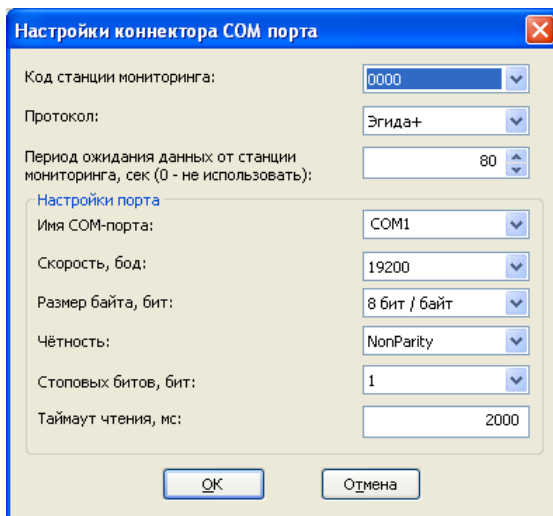 Настройки коннектора COM порта
Код станции мониторинга:
0000
Протокол:
Эгида+
Период ожидания данных от станции
мониторинга, сек (0 - не использовать):
80
Настройки порта
Имя COM-порта:
COM1
Скорость, бод:
19200
Размер байта, бит:
8 бит / байт
Чётность:
NonParity
Стоповых битов, бит:
1
Таймаут чтения, мс:
2000
OK
Отмена